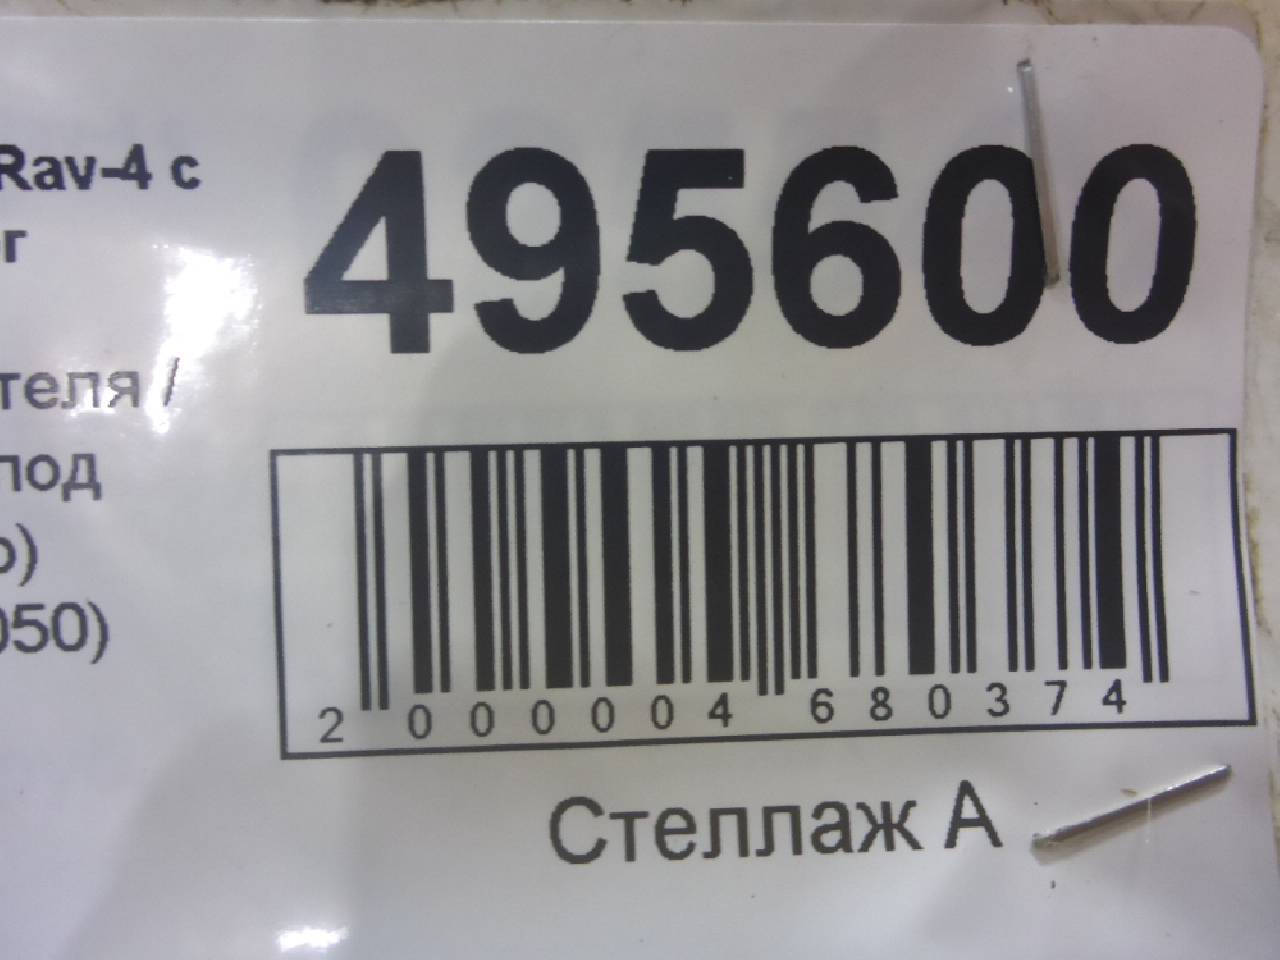 Rav-4 с
495600
г
теля /
под
)
050)
2 000004 680374
Стеллаж А